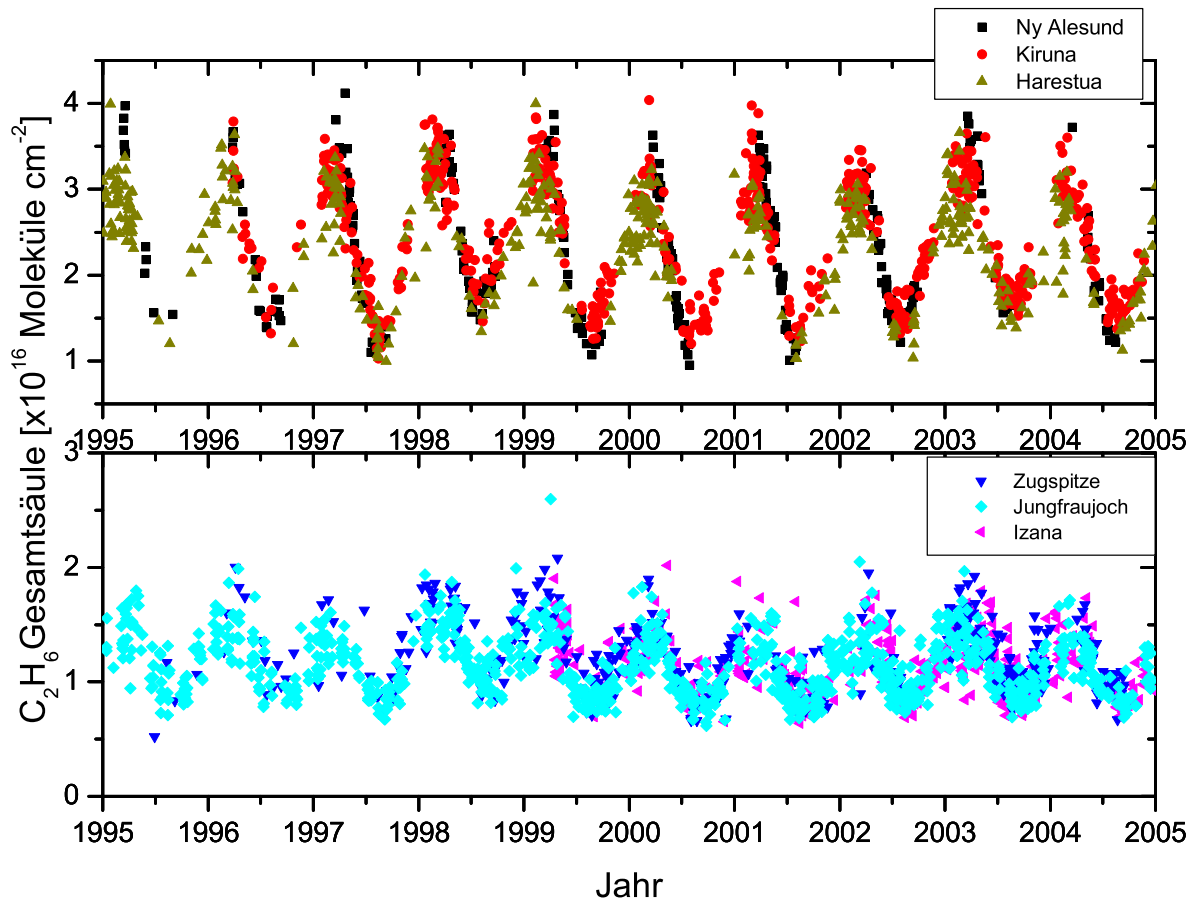 Ny Alesund
Kiruna
Harestua
4
3
2
1
1995 1996 1997 1998 1999 2000 2001 2002 2003 2004 2005
C2H6 Gesamtsäule [x10^16 Moleküle cm^-2]
Zugspitze
Jungfraujoch
Izana
3
2
1
0
1995 1996 1997 1998 1999 2000 2001 2002 2003 2004 2005
Jahr